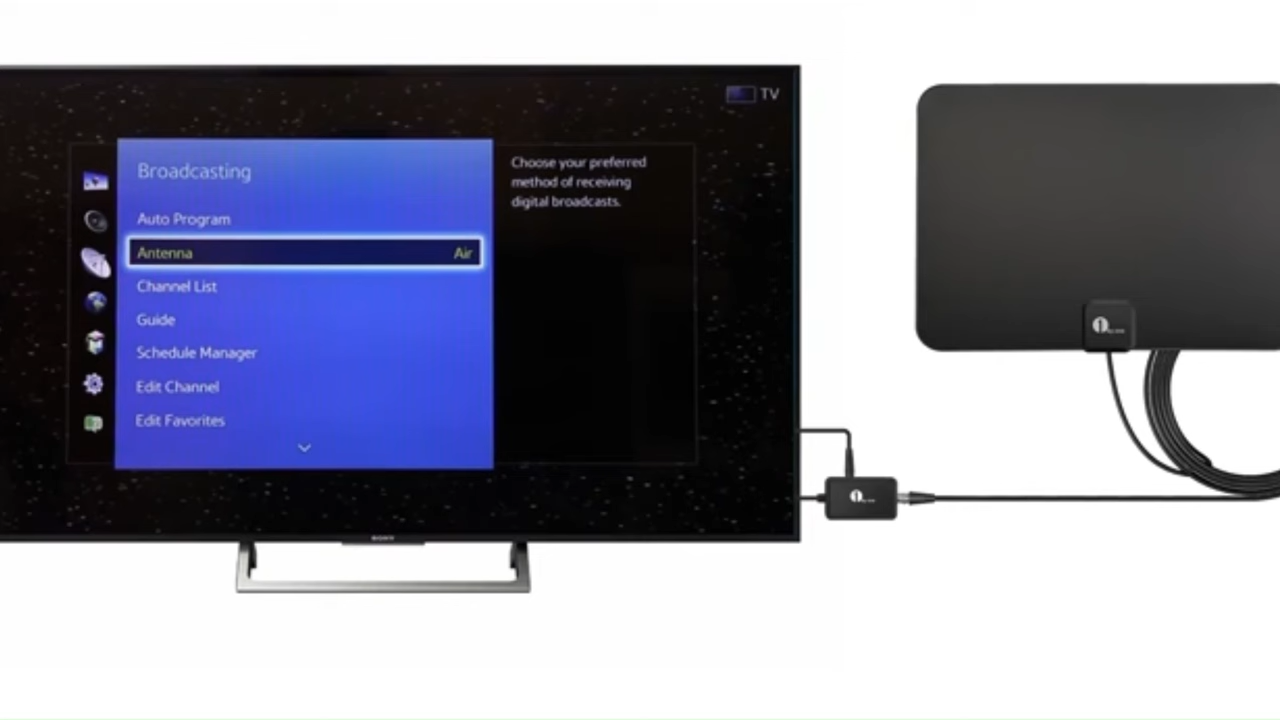 TV
Broadcasting
Choose your preferred
method of receiving
digital broadcasts.
Auto Program
Antenna Air
Channel List
Guide
Schedule Manager
Edit Channel
Edit Favorites
SONY